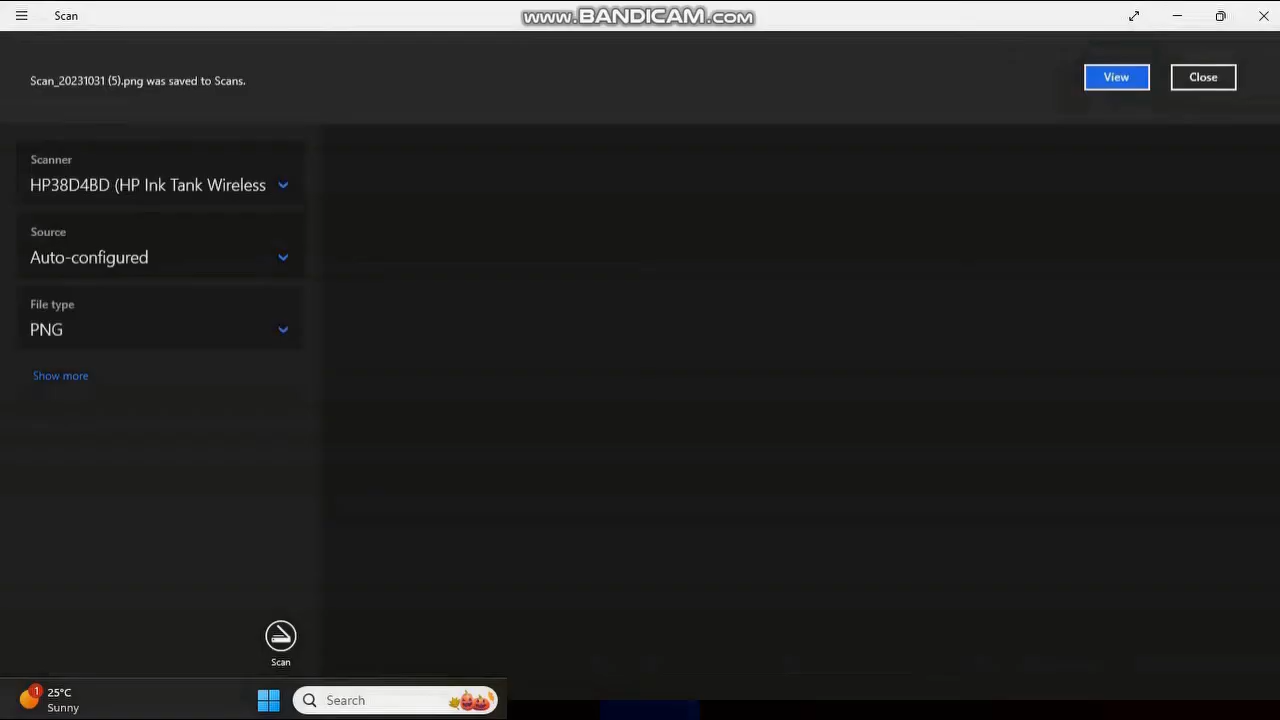 Scan
www.BANDICAM.com
Scan_20231031 (5).png was saved to Scans.
View
Close
Scanner
HP38D4BD (HP Ink Tank Wireless
Source
Auto-configured
File type
PNG
Show more
Scan
1
25°C
Sunny
Search